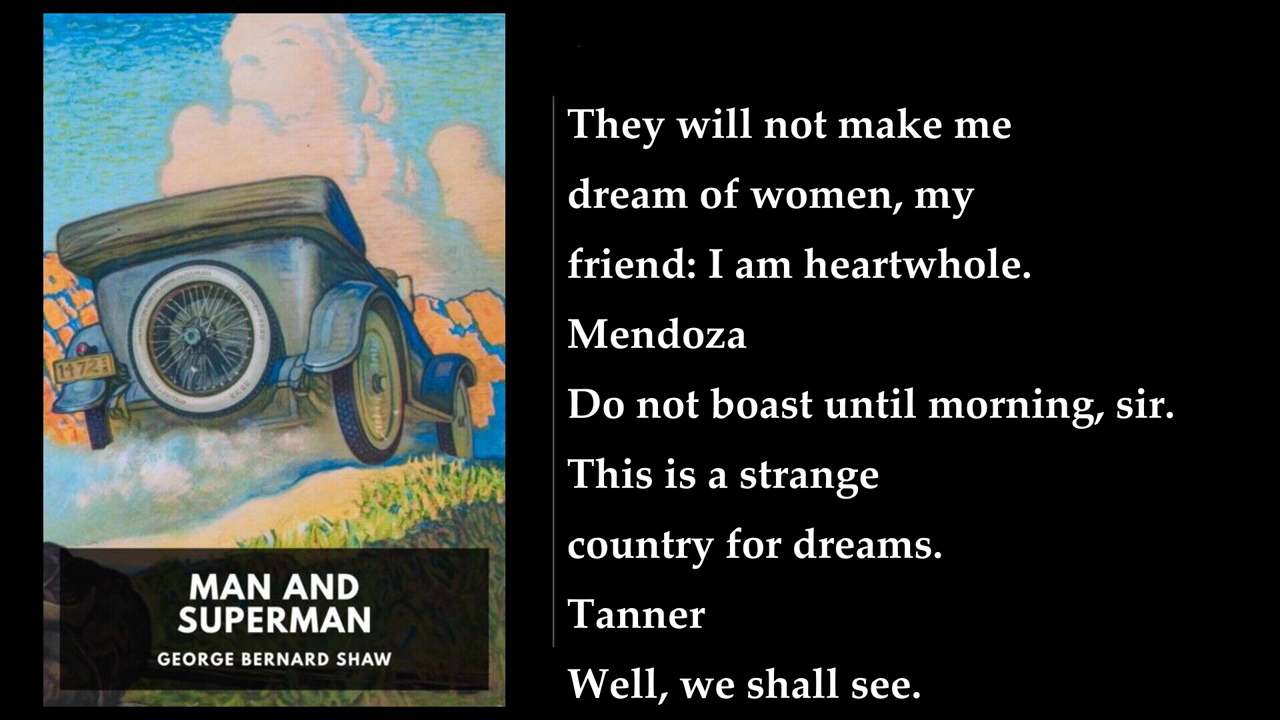 They will not make me
dream of women, my
friend: I am heartwhole.
Mendoza
Do not boast until morning, sir.
This is a strange
country for dreams.
Tanner
Well, we shall see.
1472
MAN AND
SUPERMAN
GEORGE BERNARD SHAW